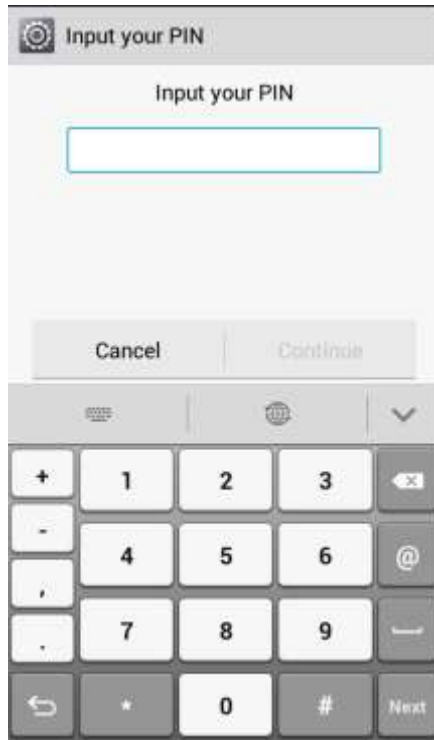 Input your PIN
Input your PIN
Cancel Continue
+ 1 2 3
-
4 5 6 @
,
7 8 9
.
* 0 # Next